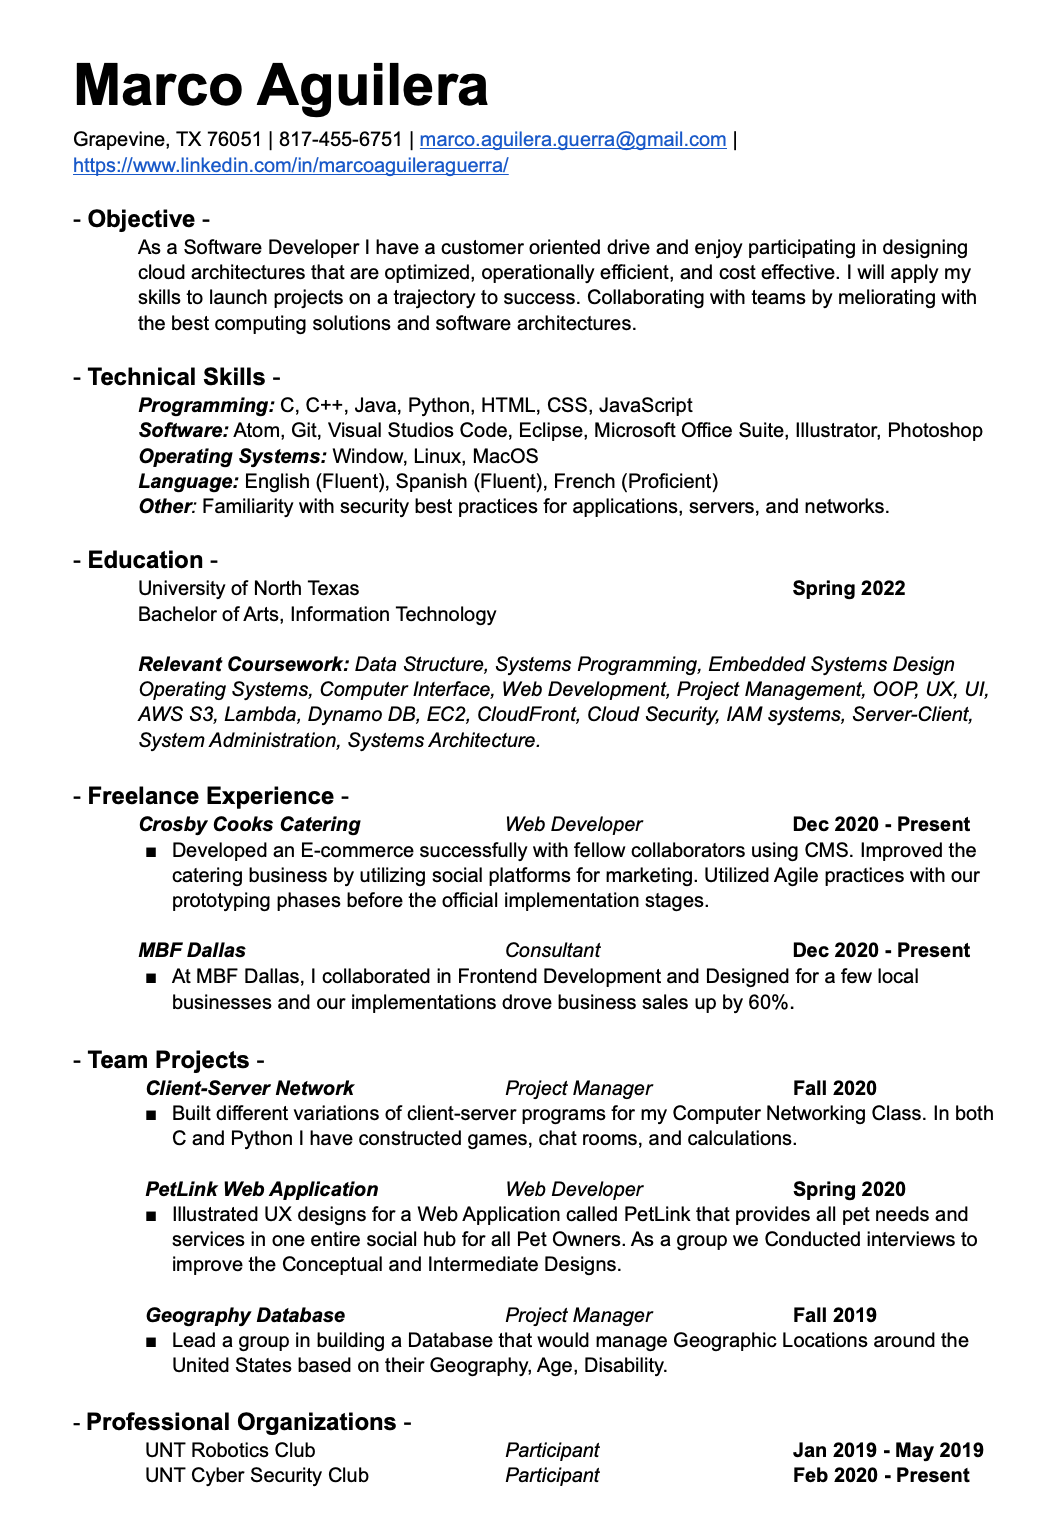 Marco Aguilera
Grapevine, TX 76051 | 817-455-6751 | marco.aguilera.guerra@gmail.com |
https://www.linkedin.com/in/marcoaguileraguerra/
- Objective -
As a Software Developer I have a customer oriented drive and enjoy participating in designing
cloud architectures that are optimized, operationally efficient, and cost effective. I will apply my
skills to launch projects on a trajectory to success. Collaborating with teams by meliorating with
the best computing solutions and software architectures.
- Technical Skills -
Programming: C, C++, Java, Python, HTML, CSS, JavaScript
Software: Atom, Git, Visual Studios Code, Eclipse, Microsoft Office Suite, Illustrator, Photoshop
Operating Systems: Window, Linux, MacOS
Language: English (Fluent), Spanish (Fluent), French (Proficient)
Other: Familiarity with security best practices for applications, servers, and networks.
- Education -
University of North Texas Spring 2022
Bachelor of Arts, Information Technology
Relevant Coursework: Data Structure, Systems Programming, Embedded Systems Design
Operating Systems, Computer Interface, Web Development, Project Management, OOP, UX, UI,
AWS S3, Lambda, Dynamo DB, EC2, CloudFront, Cloud Security, IAM systems, Server-Client,
System Administration, Systems Architecture.
- Freelance Experience -
Crosby Cooks Catering Web Developer Dec 2020 - Present
■ Developed an E-commerce successfully with fellow collaborators using CMS. Improved the
catering business by utilizing social platforms for marketing. Utilized Agile practices with our
prototyping phases before the official implementation stages.
MBF Dallas Consultant Dec 2020 - Present
■ At MBF Dallas, I collaborated in Frontend Development and Designed for a few local
businesses and our implementations drove business sales up by 60%.
- Team Projects -
Client-Server Network Project Manager Fall 2020
■ Built different variations of client-server programs for my Computer Networking Class. In both
C and Python I have constructed games, chat rooms, and calculations.
PetLink Web Application Web Developer Spring 2020
■ Illustrated UX designs for a Web Application called PetLink that provides all pet needs and
services in one entire social hub for all Pet Owners. As a group we Conducted interviews to
improve the Conceptual and Intermediate Designs.
Geography Database Project Manager Fall 2019
■ Lead a group in building a Database that would manage Geographic Locations around the
United States based on their Geography, Age, Disability.
- Professional Organizations -
UNT Robotics Club Participant Jan 2019 - May 2019
UNT Cyber Security Club Participant Feb 2020 - Present